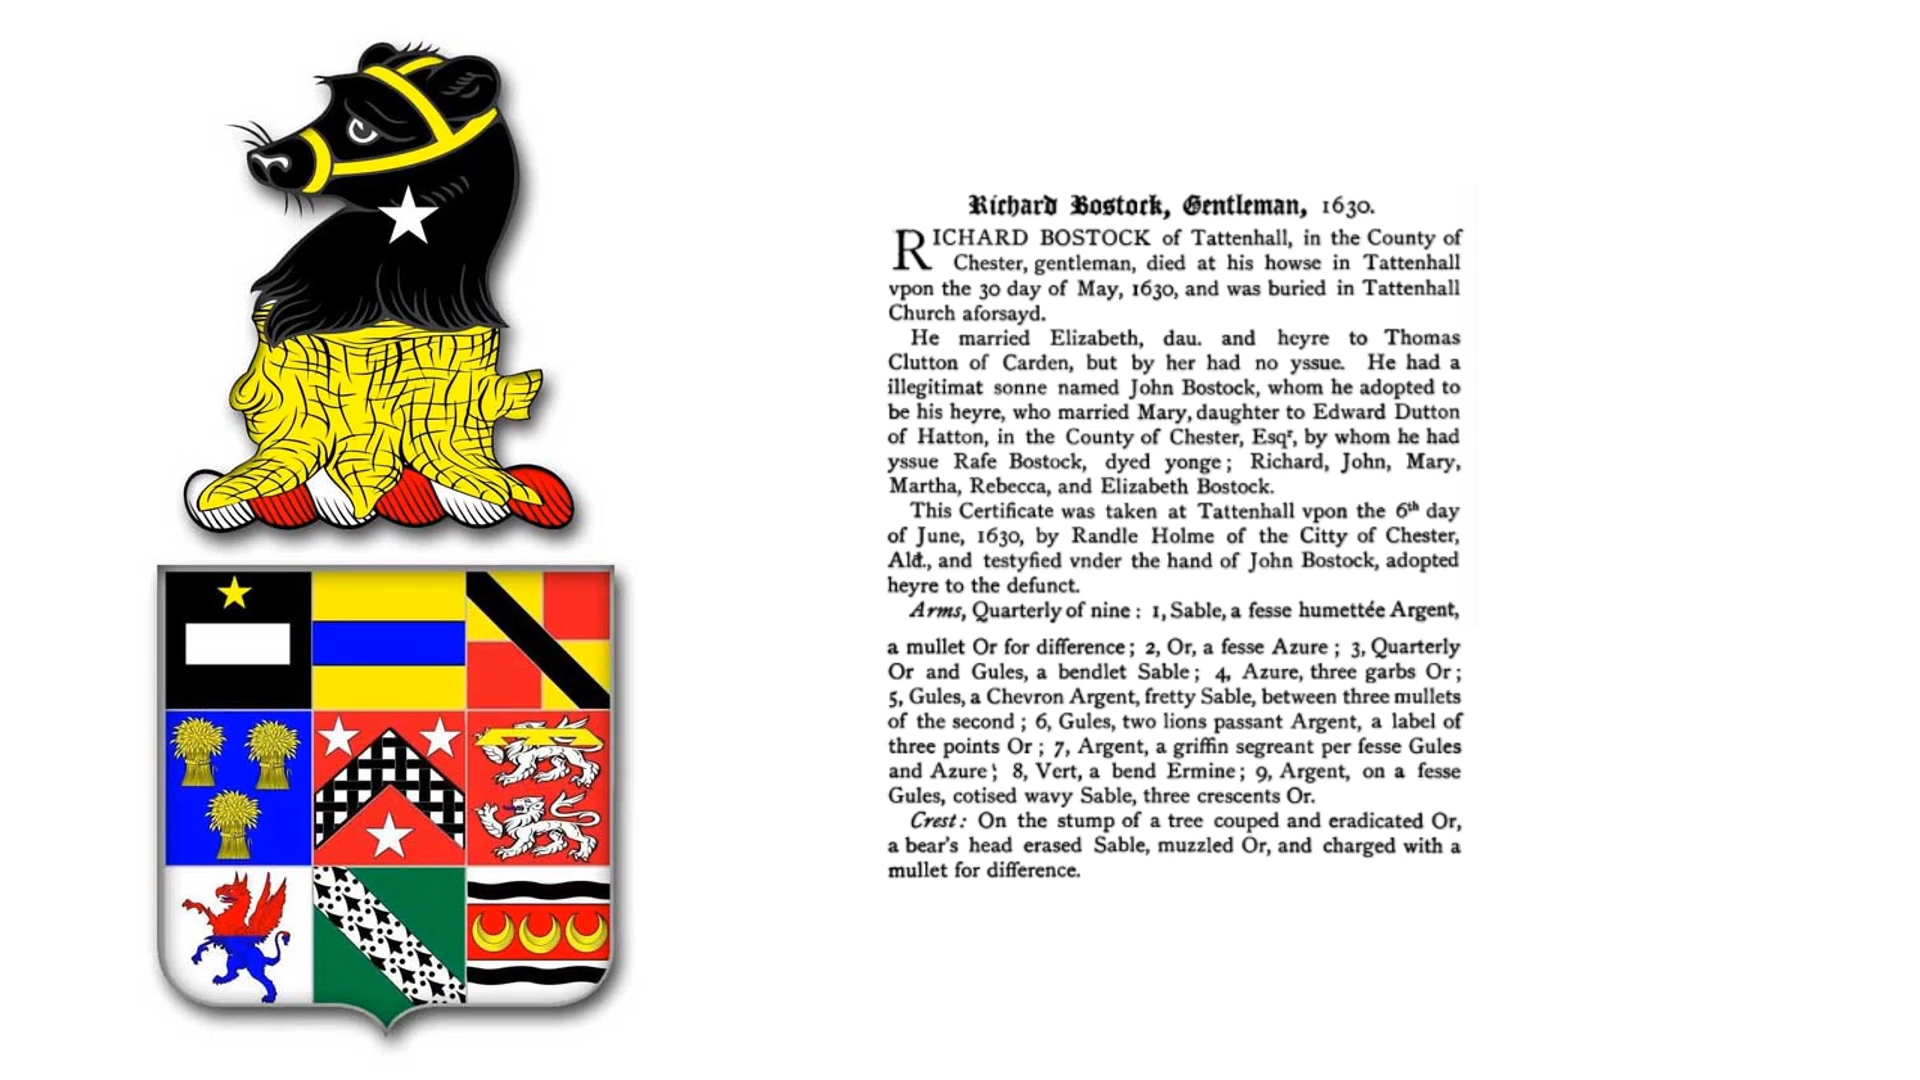 Richard Bostock, Gentleman, 1630.
RICHARD BOSTOCK of Tattenhall, in the County of
Chester, gentleman, died at his howse in Tattenhall
vpon the 30 day of May, 1630, and was buried in Tattenhall
Church aforsayd.
He married Elizabeth, dau. and heyre to Thomas
Clutton of Carden, but by her had no yssue. He had a
illegitimat sonne named John Bostock, whom he adopted to
be his heyre, who married Mary, daughter to Edward Dutton
of Hatton, in the County of Chester, Esqʳ, by whom he had
yssue Rafe Bostock, dyed yonge; Richard, John, Mary,
Martha, Rebecca, and Elizabeth Bostock.
This Certificate was taken at Tattenhall vpon the 6th day
of June, 1630, by Randle Holme of the Citty of Chester,
Ald., and testyfied vnder the hand of John Bostock, adopted
heyre to the defunct.
Arms, Quarterly of nine: 1, Sable, a fesse humettée Argent,
a mullet Or for difference; 2, Or, a fesse Azure; 3, Quarterly
Or and Gules, a bendlet Sable; 4, Azure, three garbs Or;
5, Gules, a Chevron Argent, fretty Sable, between three mullets
of the second; 6, Gules, two lions passant Argent, a label of
three points Or; 7, Argent, a griffin segreant per fesse Gules
and Azure; 8, Vert, a bend Ermine; 9, Argent, on a fesse
Gules, cotised wavy Sable, three crescents Or.
Crest: On the stump of a tree couped and eradicated Or,
a bear's head erased Sable, muzzled Or, and charged with a
mullet for difference.